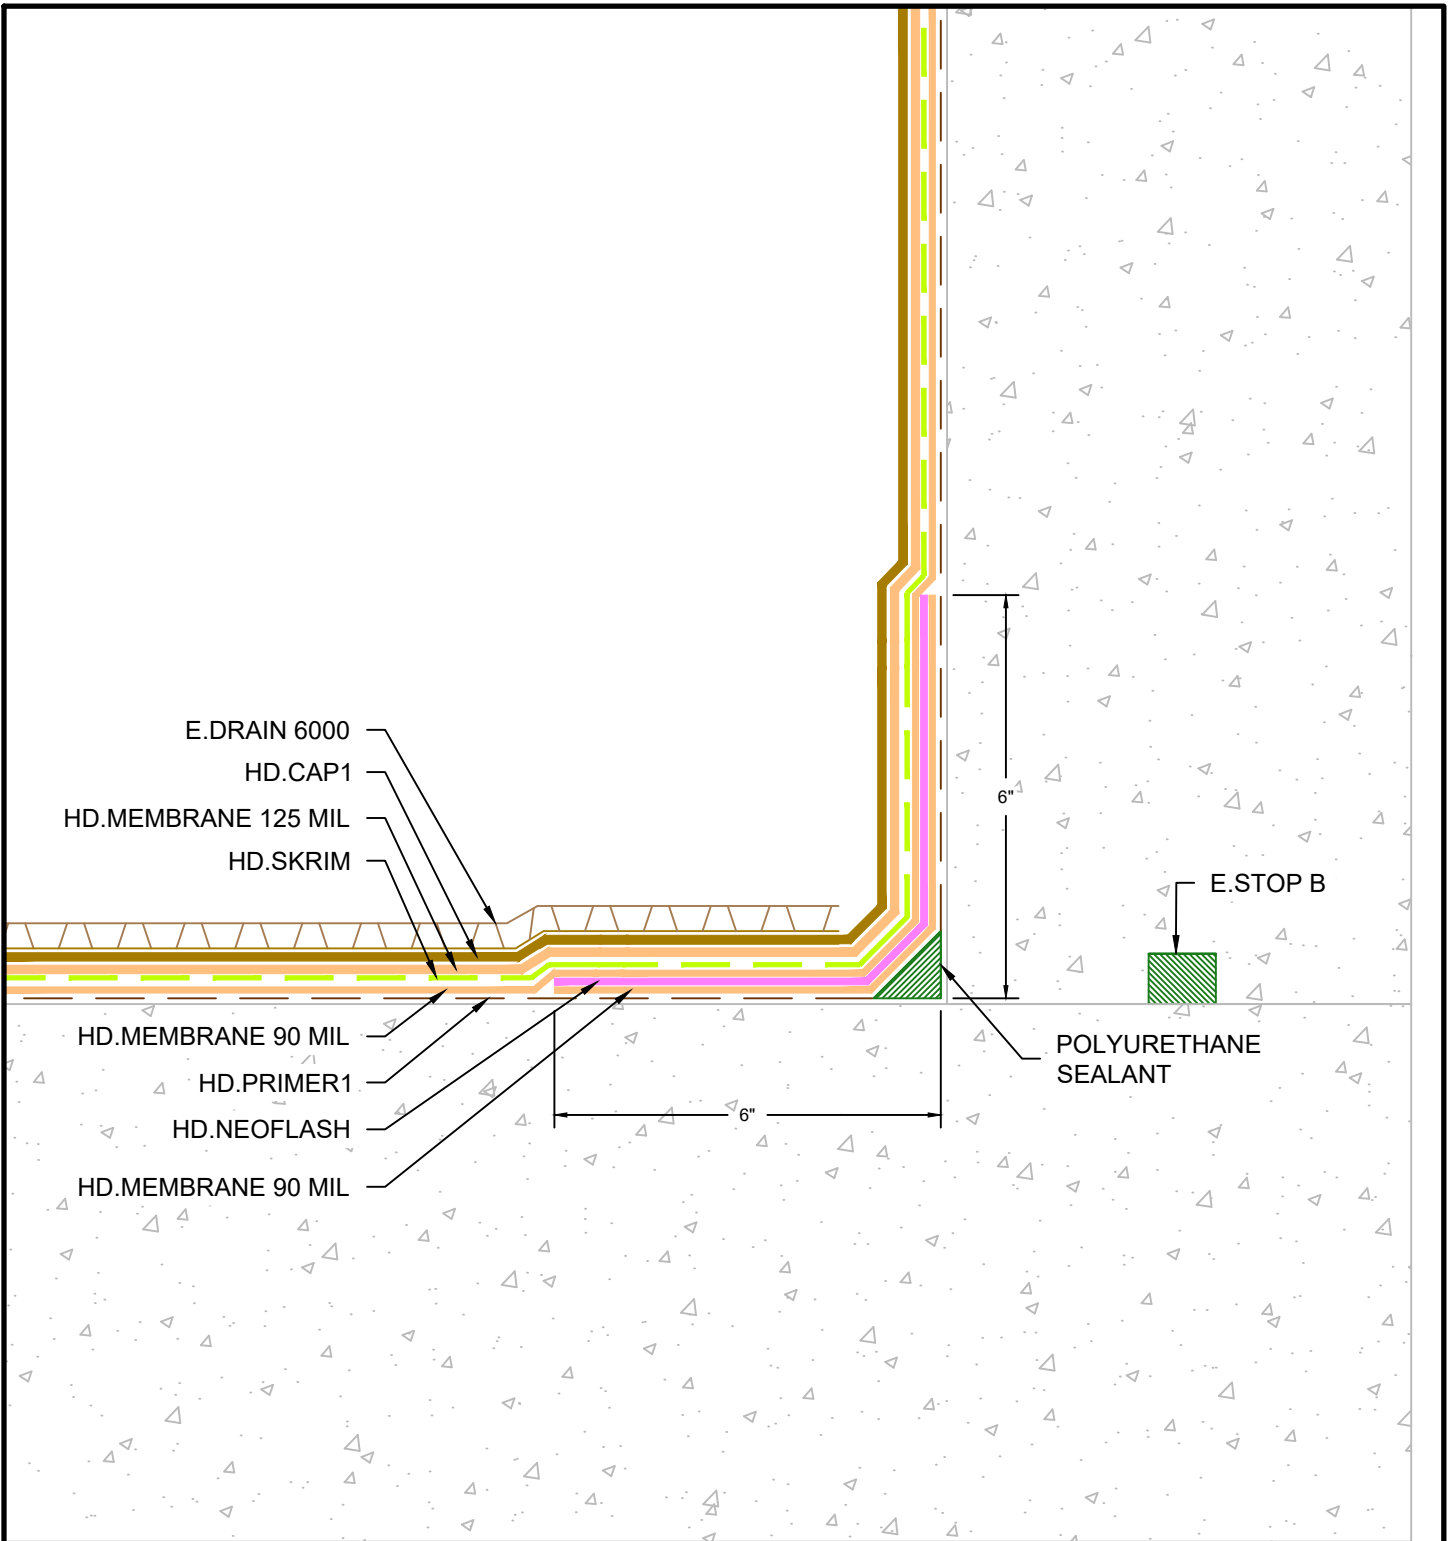 E.DRAIN 6000
HD.CAP1
HD.MEMBRANE 125 MIL
HD.SKRIM
6"
E.STOP B
HD.MEMBRANE 90 MIL
HD.PRIMER1
HD.NEOFLASH
HD.MEMBRANE 90 MIL
POLYURETHANE
SEALANT
6"